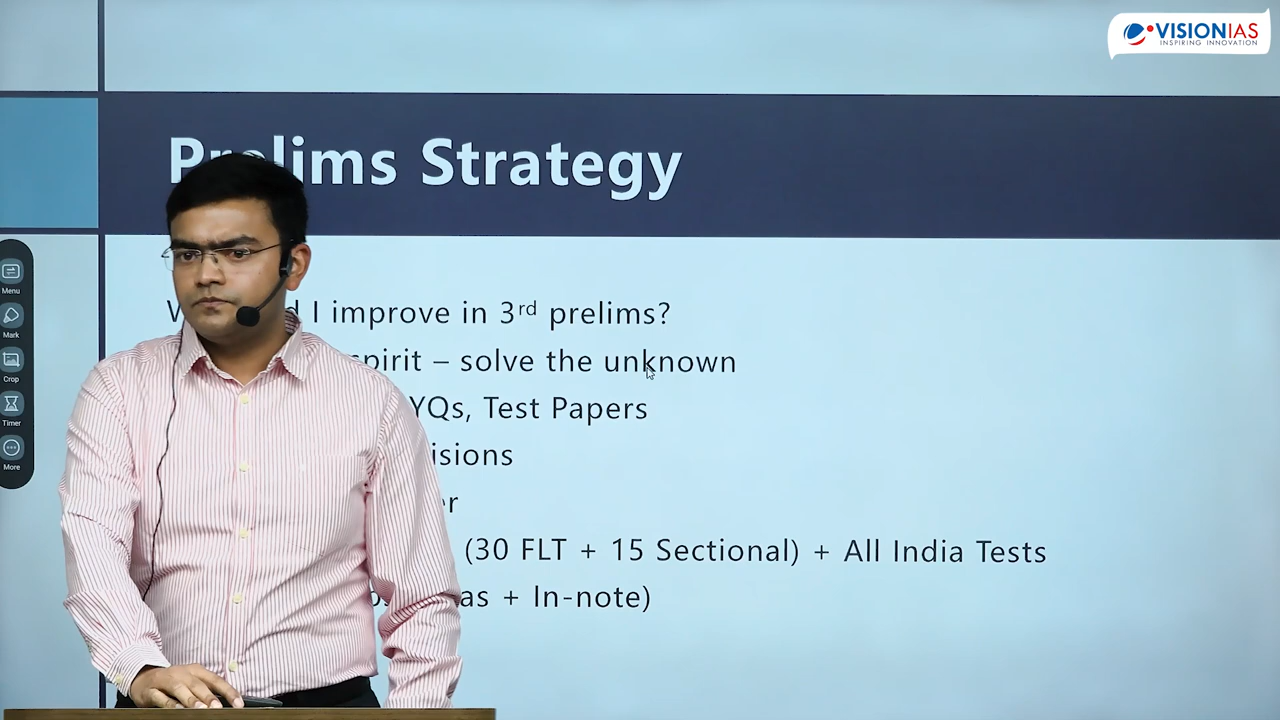 VISIONIAS
INSPIRING INNOVATION
Prelims Strategy
I improve in 3rd prelims?
spirit – solve the unknown
YQs, Test Papers
isions
er
(30 FLT + 15 Sectional) + All India Tests
as + In-note)
Menu
Mark
Crop
Timer
More